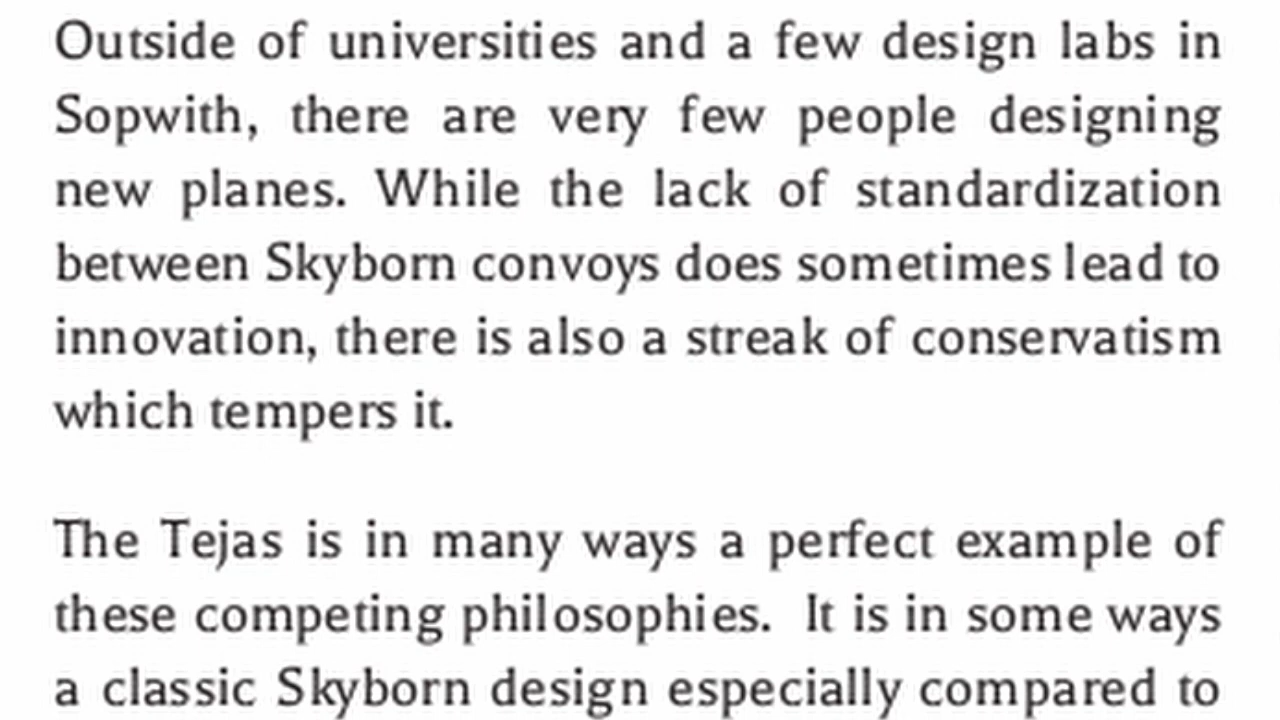 Outside of universities and a few design labs in
Sopwith, there are very few people designing
new planes. While the lack of standardization
between Skyborn convoys does sometimes lead to
innovation, there is also a streak of conservatism
which tempers it.
The Tejas is in many ways a perfect example of
these competing philosophies. It is in some ways
a classic Skyborn design especially compared to